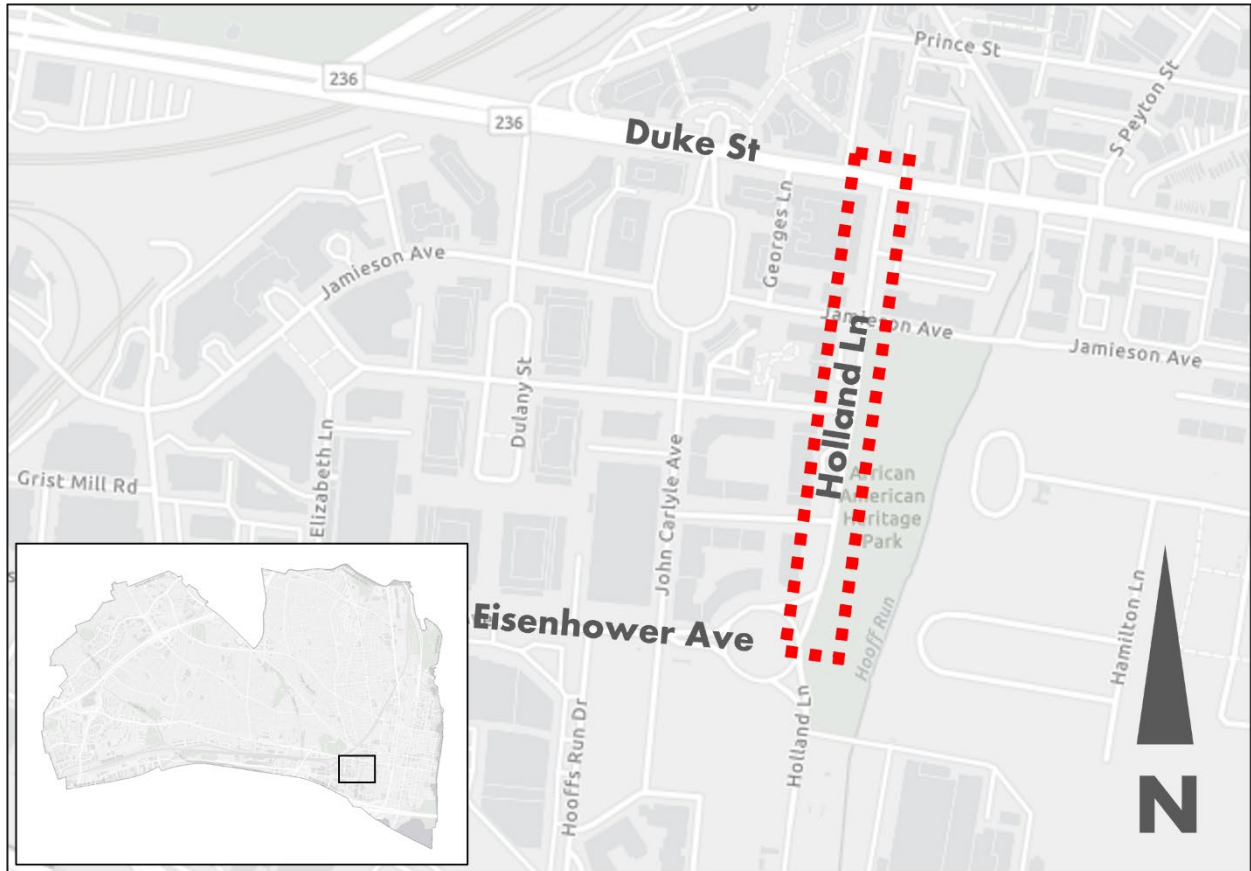 Prince St
236
236
Duke St
S Peyton St
Georges Ln
Jamieson Ave
Jamieson Ave
Jamieson Ave
Holland Ln
Dulany St
Elizabeth Ln
Grist Mill Rd
John Carlyle Ave
African
American
Heritage
Park
Eisenhower Ave
Hooff Run
Hamilton Ln
Hooffs Run Dr
Holland Ln
N